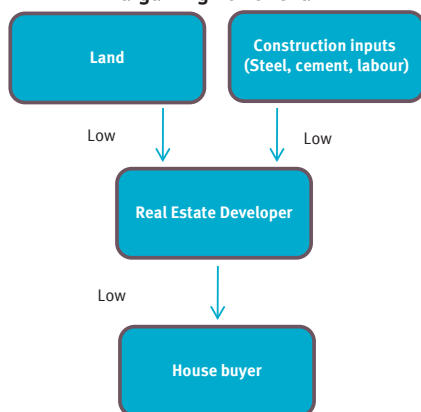 Land
Construction inputs
(Steel, cement, labour)
Low
Low
Real Estate Developer
Low
House buyer